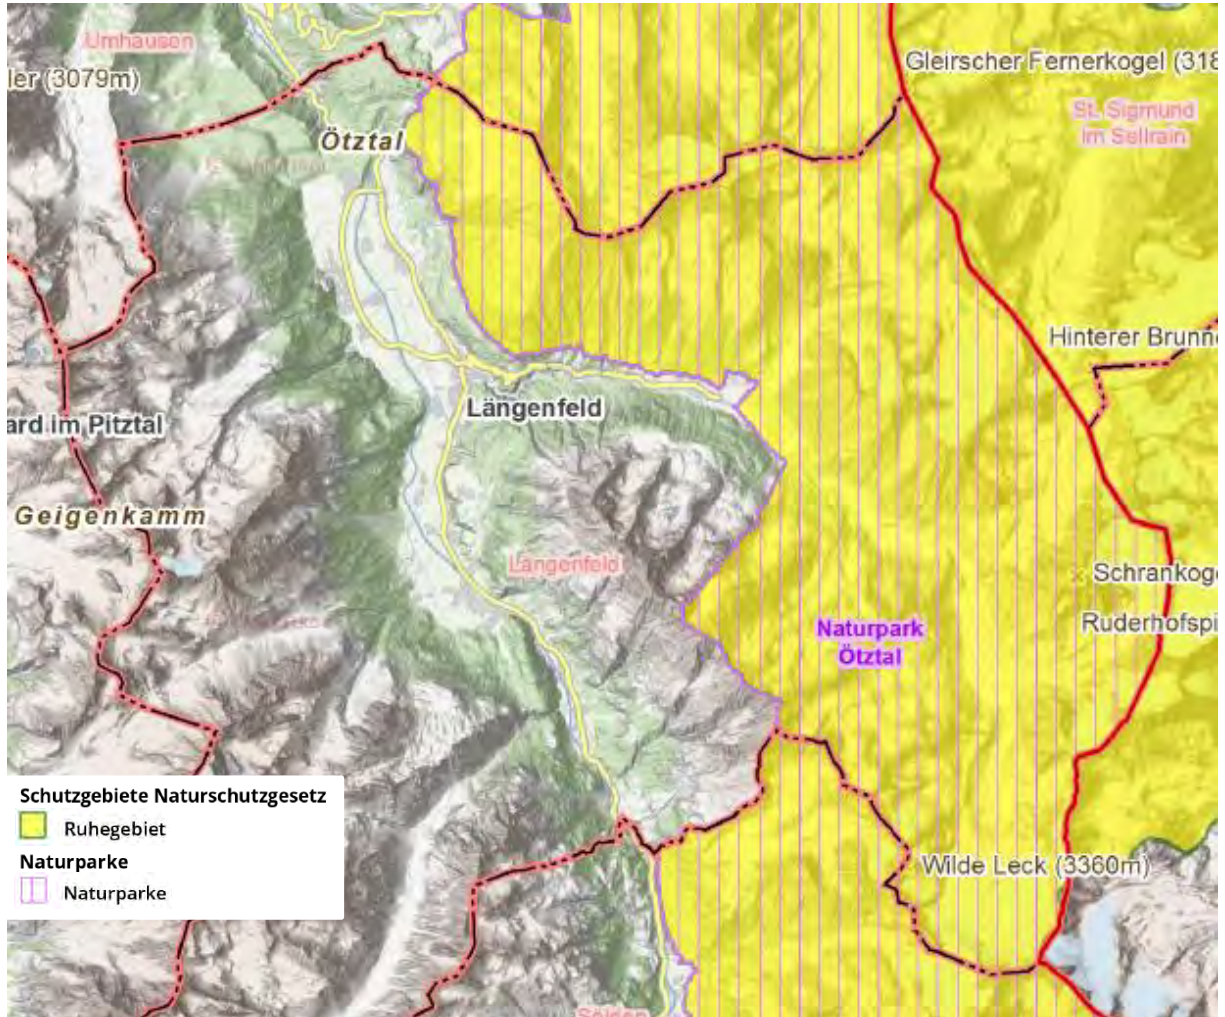 Umhausen
ler (3079m)
Gleirscher Fernerkogel (318
St. Sigmund
im Sellrain
Ötztal
Hinterer Brunn
Längenfeld
ard im Pitztal
Geigenkamm
Längenfeld
Schrankog
Ruderhofspi
Naturpark
Ötztal
Wilde Leck (3360m)
Schutzgebiete Naturschutzgesetz
Ruhegebiet
Naturparke
Naturparke
Sölden